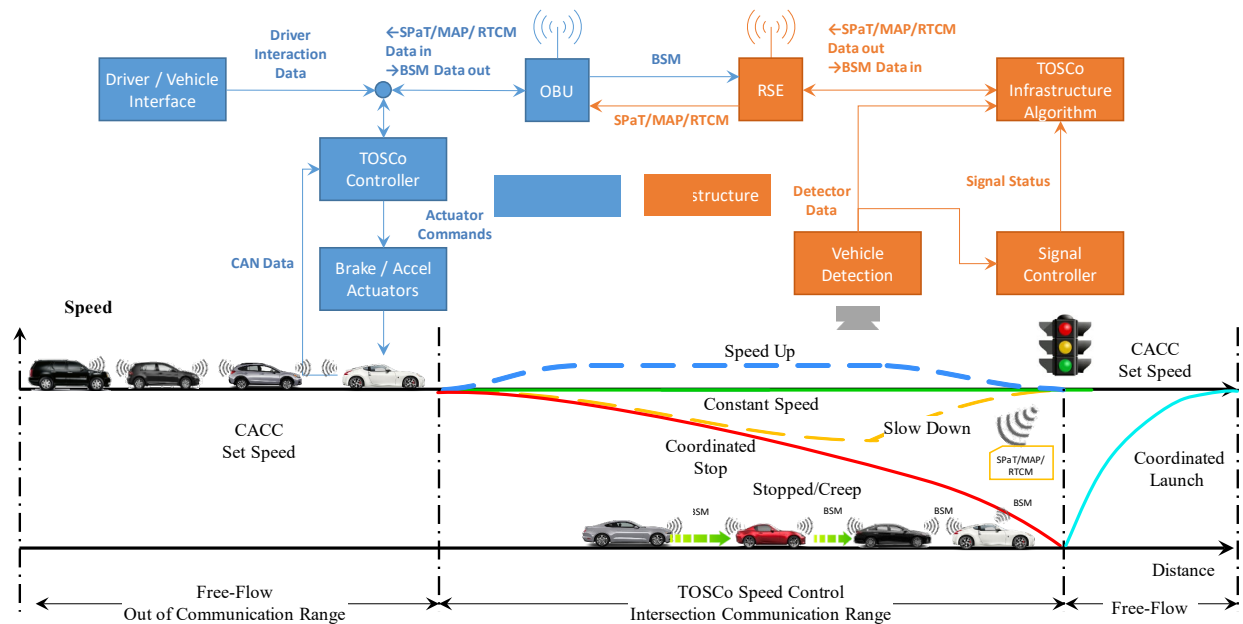 Driver
Interaction
Data
←SPaT/MAP/ RTCM
Data in
→BSM Data out
BSM
←SPaT/MAP/RTCM
Data out
→BSM Data in
Driver / Vehicle
Interface
OBU
RSE
TOSCo
Infrastructure
Algorithm
SPaT/MAP/RTCM
TOSCo
Controller
structure
Detector
Data
Signal Status
Actuator
Commands
CAN Data
Brake / Accel
Actuators
Vehicle
Detection
Signal
Controller
Speed
Speed Up
CACC
Set Speed
Constant Speed
CACC
Set Speed
Slow Down
Coordinated
Stop
SPaT/MAP/
RTCM
Coordinated
Launch
Stopped/Creep
BSM
BSM
BSM
BSM
Distance
Free-Flow
Out of Communication Range
TOSCo Speed Control
Intersection Communication Range
Free-Flow